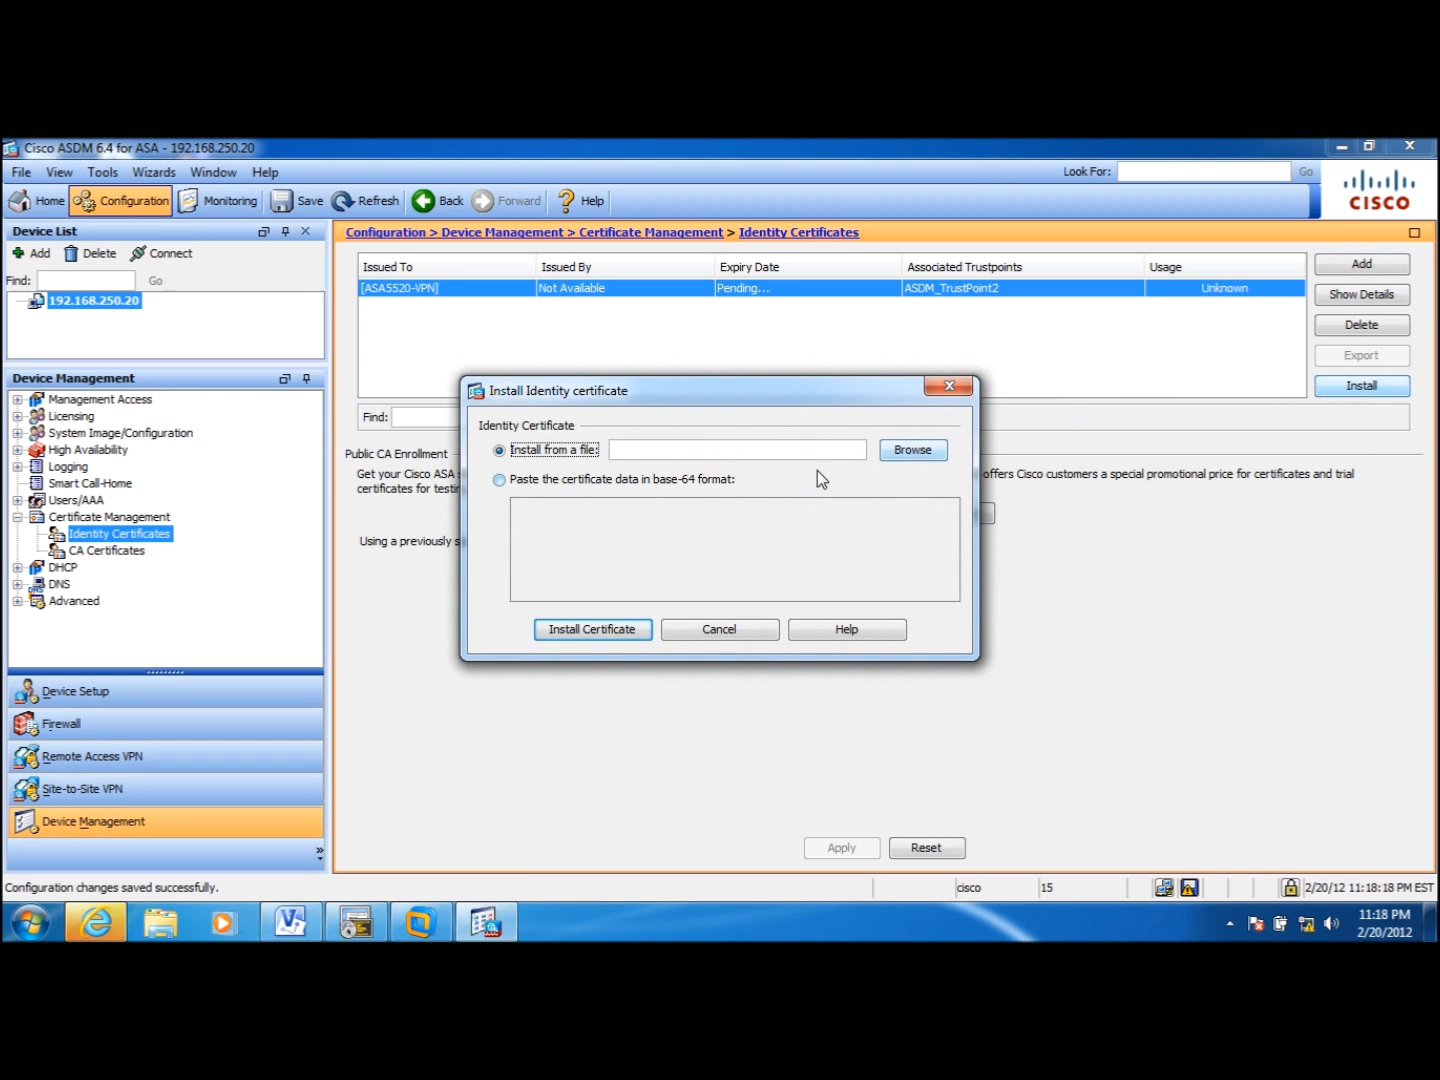 Cisco ASDM 6.4 for ASA - 192.168.250.20
File View Tools Wizards Window Help
Look For:
Go
CISCO
Home Configuration Monitoring Save Refresh Back Forward Help
Device List
Add Delete Connect
Find: Go
192.168.250.20
Device Management
Management Access
Licensing
System Image/Configuration
High Availability
Logging
Smart Call-Home
Users/AAA
Certificate Management
Identity Certificates
CA Certificates
DHCP
DNS
Advanced
Device Setup
Firewall
Remote Access VPN
Site-to-Site VPN
Device Management
»
Configuration > Device Management > Certificate Management > Identity Certificates
Issued To Issued By Expiry Date Associated Trustpoints Usage
[ASA5520-VPN] Not Available Pending... ASDM_TrustPoint2 Unknown
Add
Show Details
Delete
Export
Install
Find:
Public CA Enrollment
Get your Cisco ASA offers Cisco customers a special promotional price for certificates and trial
certificates for testin
Using a previously s
Install Identity certificate
Identity Certificate
Install from a file: Browse
Paste the certificate data in base-64 format:
Install Certificate Cancel Help
Apply Reset
Configuration changes saved successfully.
cisco 15 2/20/12 11:18:18 PM EST
11:18 PM
2/20/2012